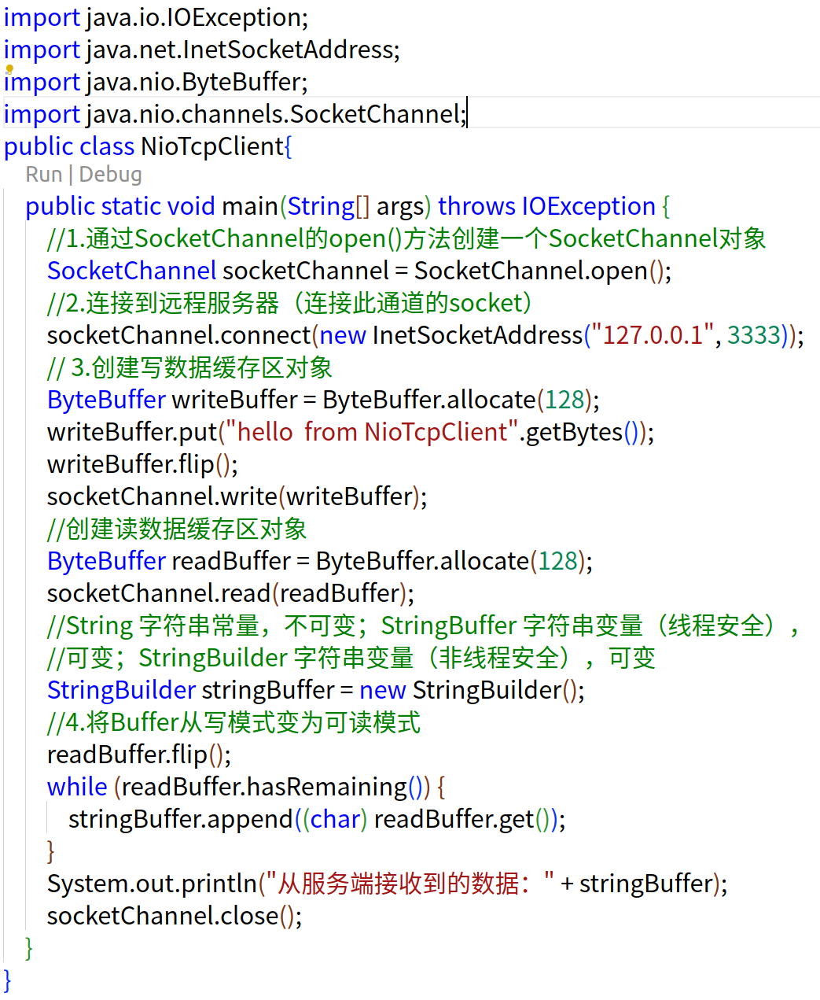 import java.io.IOException;
import java.net.InetSocketAddress;
import java.nio.ByteBuffer;
import java.nio.channels.SocketChannel;
public class NioTcpClient{
Run | Debug
public static void main(String[] args) throws IOException {
//1.通过SocketChannel的open()方法创建一个SocketChannel对象
SocketChannel socketChannel = SocketChannel.open();
//2.连接到远程服务器（连接此通道的socket）
socketChannel.connect(new InetSocketAddress("127.0.0.1", 3333));
// 3.创建写数据缓存区对象
ByteBuffer writeBuffer = ByteBuffer.allocate(128);
writeBuffer.put("hello  from NioTcpClient".getBytes());
writeBuffer.flip();
socketChannel.write(writeBuffer);
//创建读数据缓存区对象
ByteBuffer readBuffer = ByteBuffer.allocate(128);
socketChannel.read(readBuffer);
//String 字符串常量，不可变；StringBuffer 字符串变量（线程安全），
//可变；StringBuilder 字符串变量（非线程安全），可变
StringBuilder stringBuffer = new StringBuilder();
//4.将Buffer从写模式变为可读模式
readBuffer.flip();
while (readBuffer.hasRemaining()) {
stringBuffer.append((char) readBuffer.get());
}
System.out.println("从服务端接收到的数据：" + stringBuffer);
socketChannel.close();
}
}